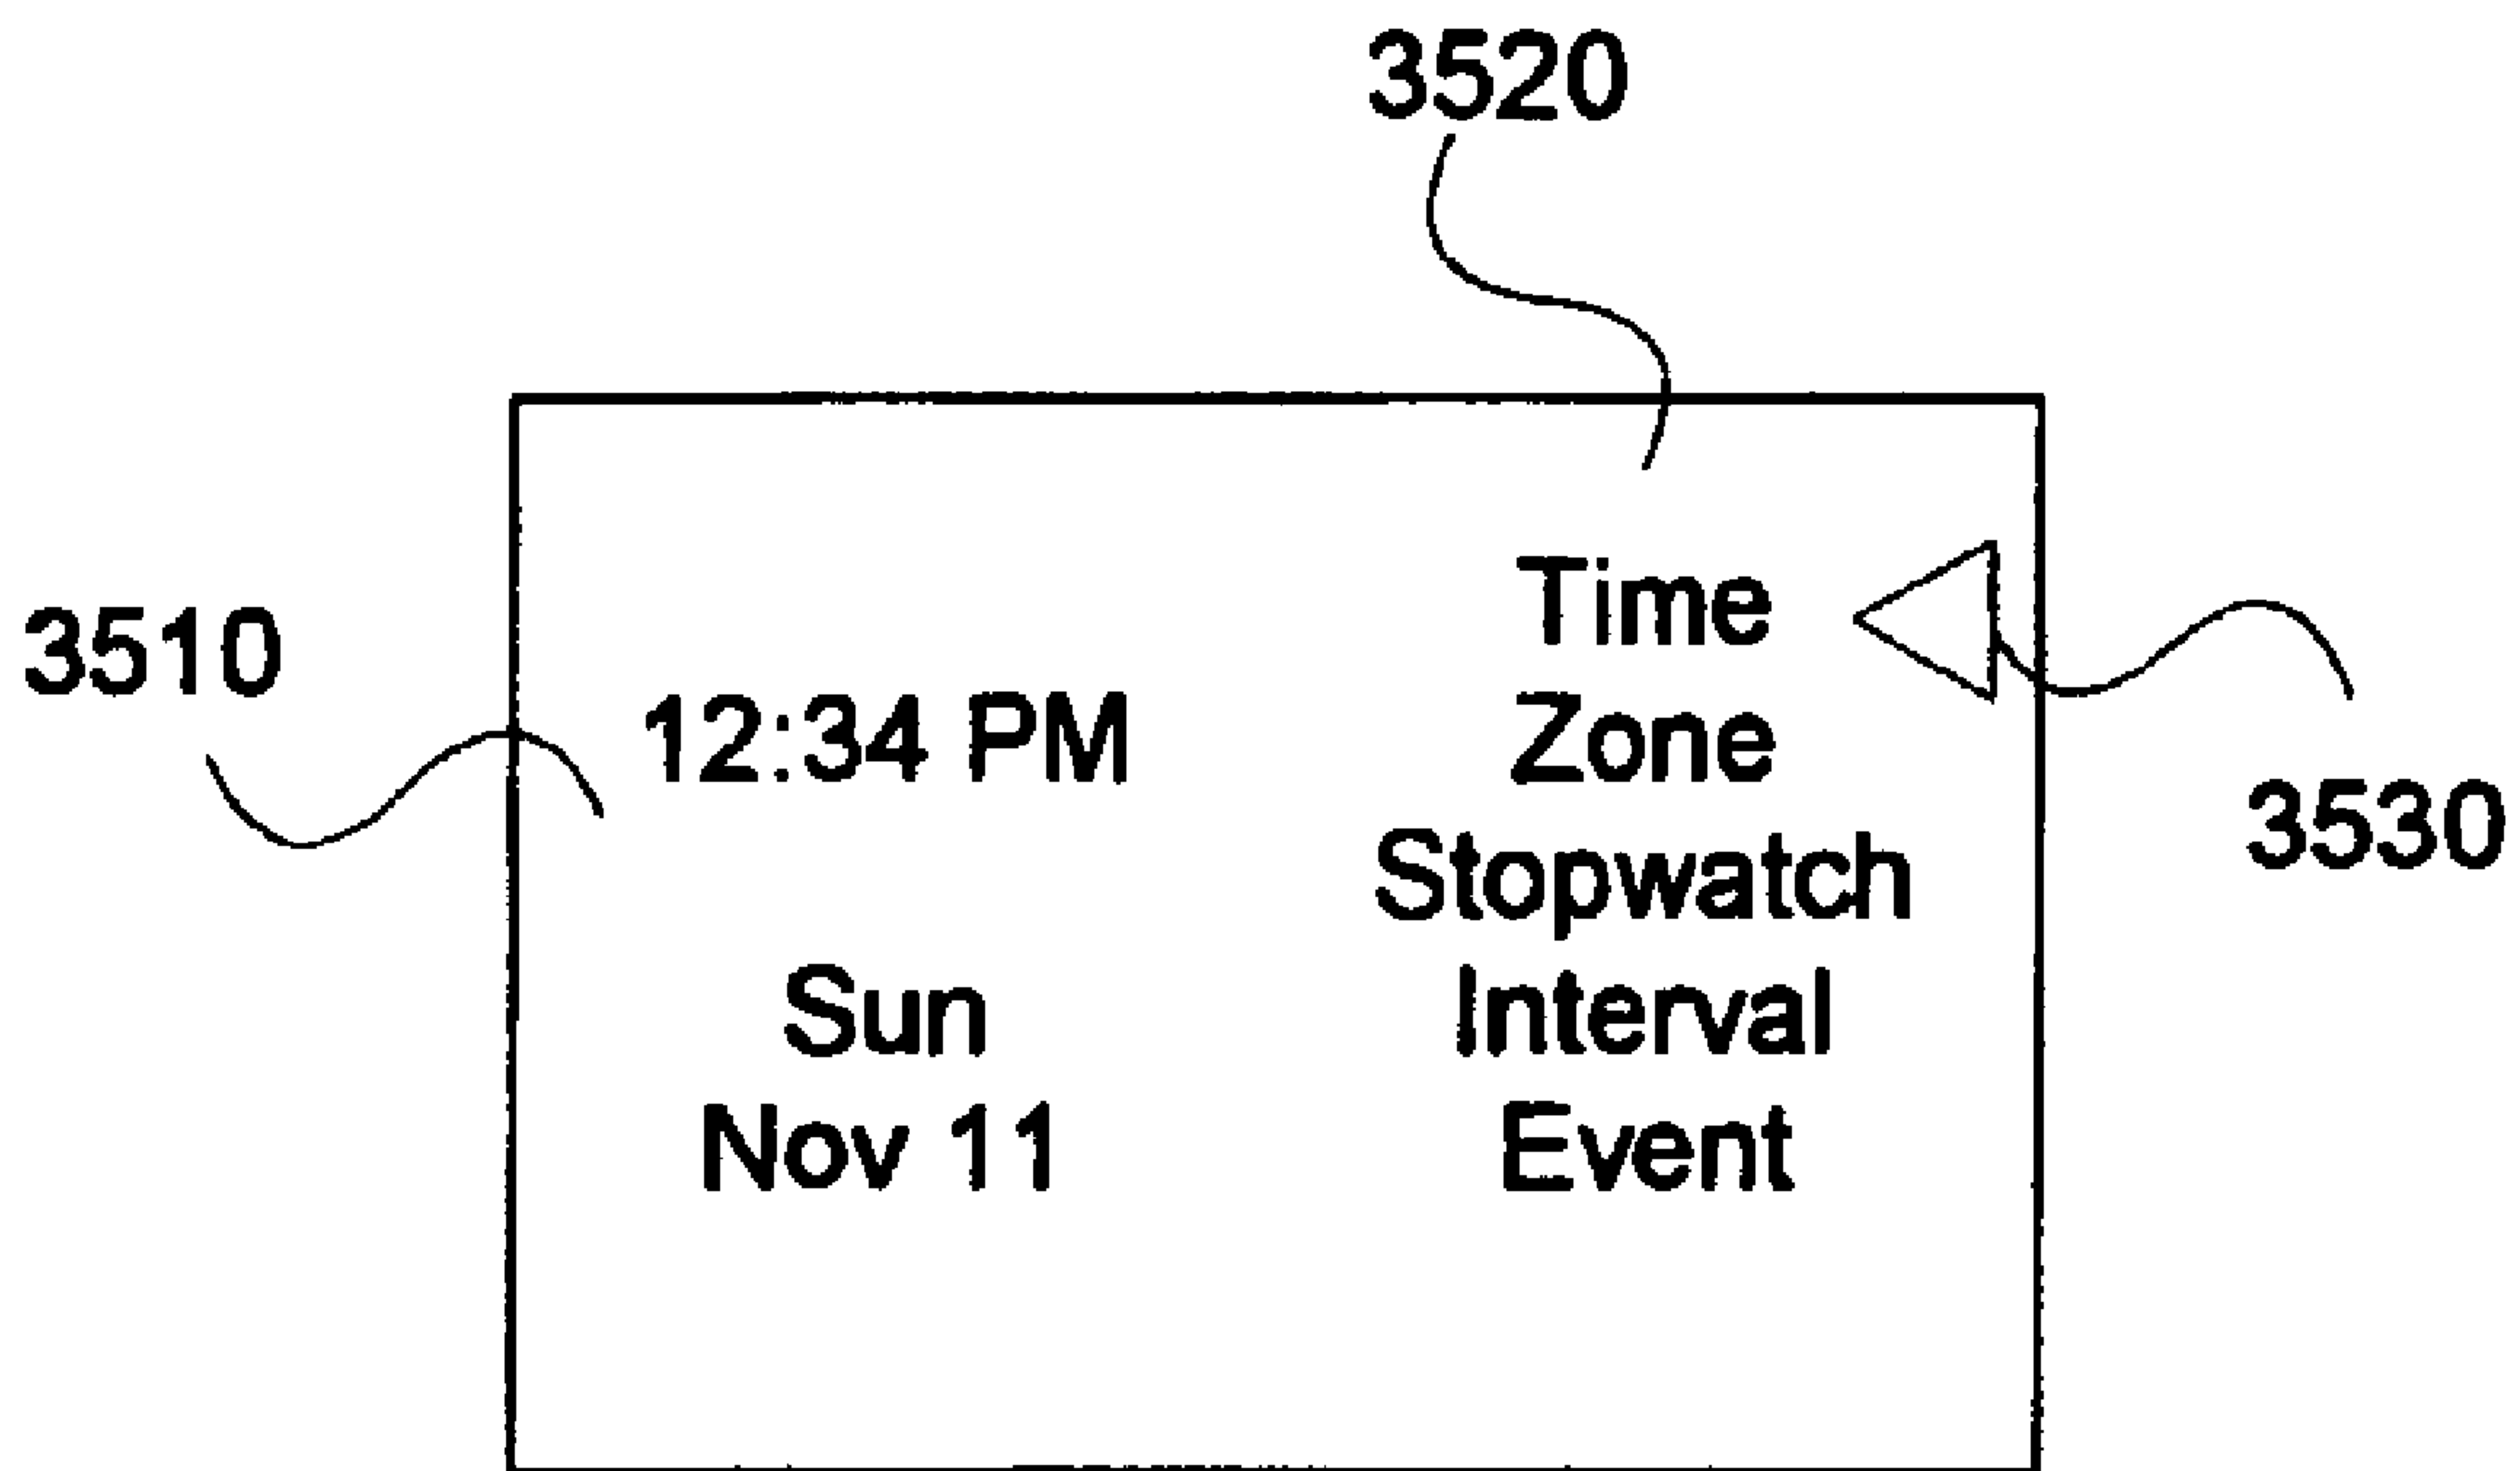 3520
3510
12:34 PM
Sun
Nov 11
Time
Zone
Stopwatch
Interval
Event
3530